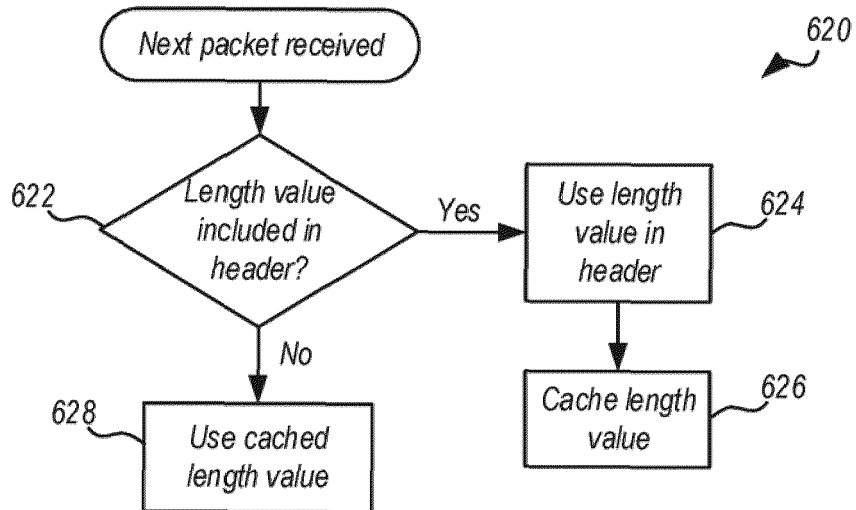 Next packet received
620
622
Length value
included in
header?
Yes
Use length
value in
header
624
No
628
Use cached
length value
Cache length
value
626